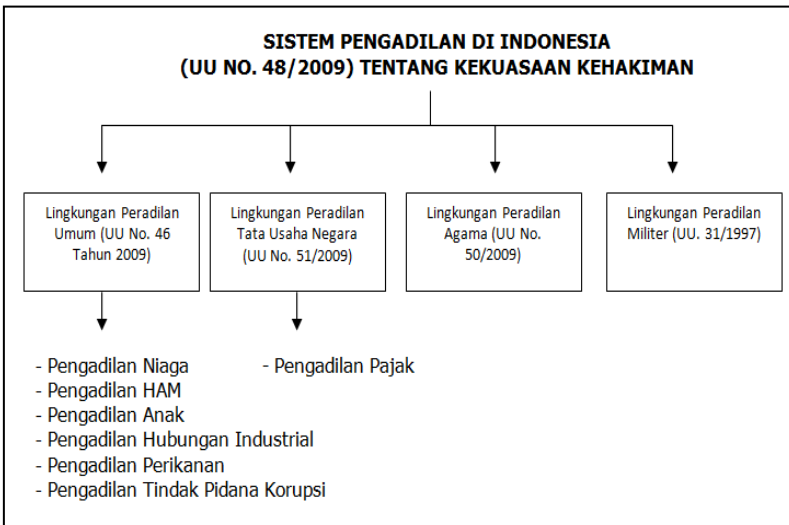 SISTEM PENGADILAN DI INDONESIA
(UU NO. 48/2009) TENTANG KEKUASAAN KEHAKIMAN
Lingkungan Peradilan
Umum (UU No. 46
Tahun 2009)
Lingkungan Peradilan
Tata Usaha Negara
(UU No. 51/2009)
Lingkungan Peradilan
Agama (UU No.
50/2009)
Lingkungan Peradilan
Militer (UU. 31/1997)
- Pengadilan Niaga
- Pengadilan HAM
- Pengadilan Anak
- Pengadilan Hubungan Industrial
- Pengadilan Perikanan
- Pengadilan Tindak Pidana Korupsi
- Pengadilan Pajak